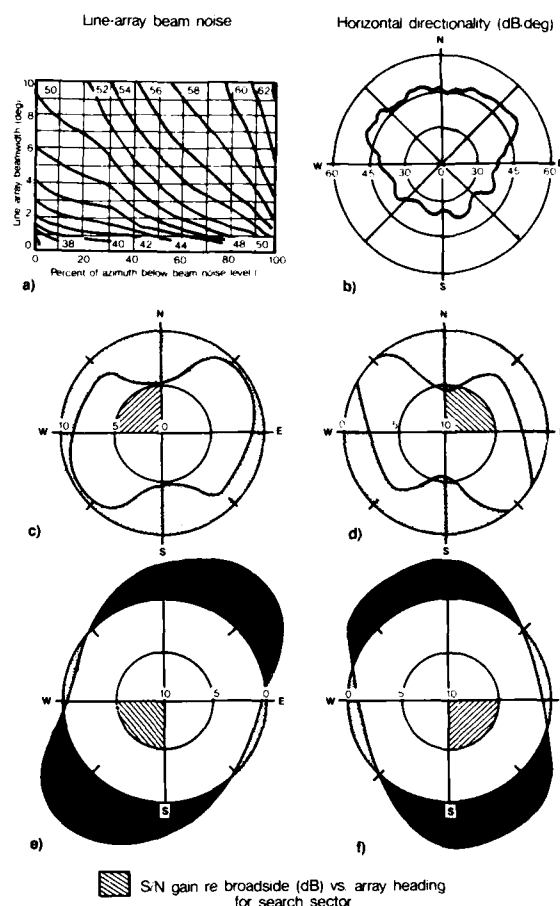 Line-array beam noise
Horizontal directionality (dB-deg)
N
10
8
6
4
2
0
Line-array beamwidth (deg)
50
52
54
56
58
60
62
38
40
42
44
48
50
0
20
40
60
80
100
Percent of azimuth below beam noise level
a)
W
60
45
30
0
30
45
60
S
b)
N
W
10
5
0
E
S
c)
N
W
0
5
10
S
d)
W
10
5
0
E
S
e)
W
0
5
10
S
f)
S/N gain re broadside (dB) vs. array heading
for search sector